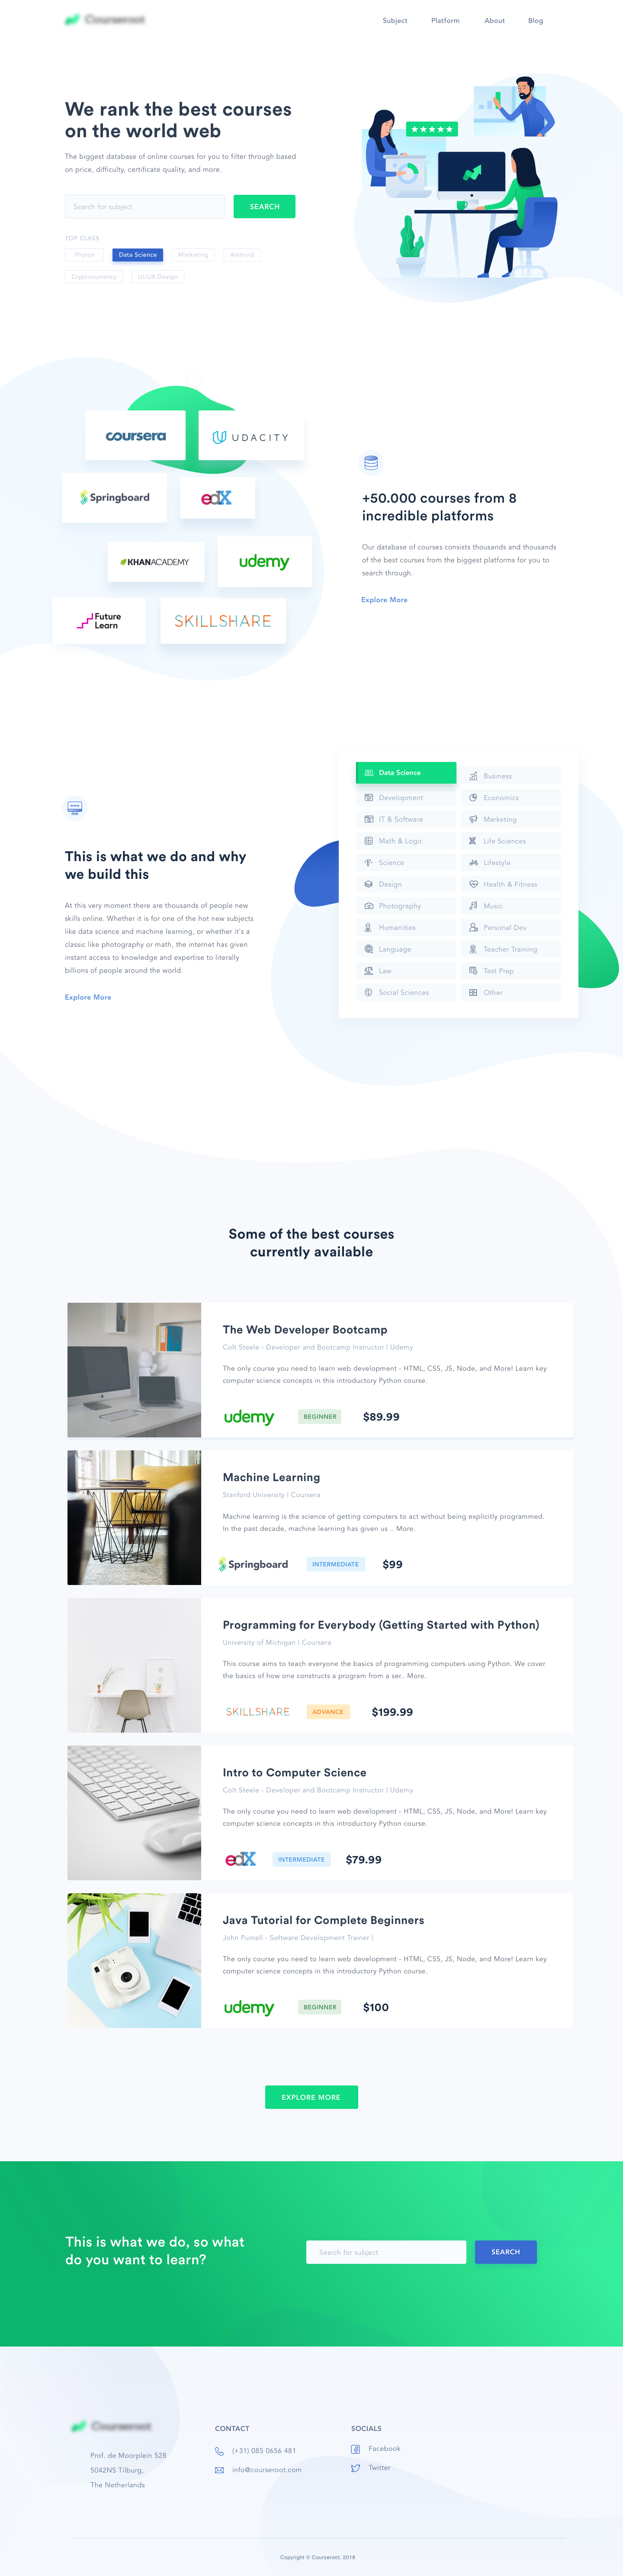 Courseroot
Subject
Platform
About
Blog
We rank the best courses
on the world web
The biggest database of online courses for you to filter through based
on price, difficulty, certificate quality, and more.
Search for subject
SEARCH
TOP CLASS
Phyton
Data Science
Marketing
Android
Cryptocurrency
UI/UX Design
coursera
UDACITY
Springboard
edX
KHANACADEMY
udemy
Future
Learn
SKILLSHARE
+50.000 courses from 8
incredible platforms
Our database of courses consists thousands and thousands
of the best courses from the biggest platforms for you to
search through.
Explore More
This is what we do and why
we build this
At this very moment there are thousands of people new
skills online. Whether it is for one of the hot new subjects
like data science and machine learning, or whether it's a
classic like photography or math, the internet has given
instant access to knowledge and expertise to literally
billions of people around the world.
Explore More
Data Science
Business
Development
Economics
IT & Software
Marketing
Math & Logic
Life Sciences
Science
Lifestyle
Design
Health & Fitness
Photography
Music
Humanities
Personal Dev
Language
Teacher Training
Law
Test Prep
Social Sciences
Other
Some of the best courses
currently available
The Web Developer Bootcamp
Colt Steele - Developer and Bootcamp Instructor | Udemy
The only course you need to learn web development - HTML, CSS, JS, Node, and More! Learn key
computer science concepts in this introductory Python course.
udemy
BEGINNER
$89.99
Machine Learning
Stanford University | Coursera
Machine learning is the science of getting computers to act without being explicitly programmed.
In the past decade, machine learning has given us .. More.
Springboard
INTERMEDIATE
$99
Programming for Everybody (Getting Started with Python)
University of Michigan | Coursera
This course aims to teach everyone the basics of programming computers using Python. We cover
the basics of how one constructs a program from a ser.. More.
SKILLSHARE
ADVANCE
$199.99
Intro to Computer Science
Colt Steele - Developer and Bootcamp Instructor | Udemy
The only course you need to learn web development - HTML, CSS, JS, Node, and More! Learn key
computer science concepts in this introductory Python course.
edX
INTERMEDIATE
$79.99
Java Tutorial for Complete Beginners
John Purcell - Software Development Trainer |
The only course you need to learn web development - HTML, CSS, JS, Node, and More! Learn key
computer science concepts in this introductory Python course.
udemy
BEGINNER
$100
EXPLORE MORE
This is what we do, so what
do you want to learn?
Search for subject
SEARCH
Courseroot
Prof. de Moorplein 528
5042NS Tilburg,
The Netherlands
CONTACT
(+31) 085 0656 481
info@courseroot.com
SOCIALS
Facebook
Twitter
Copyright © Courseroot. 2018